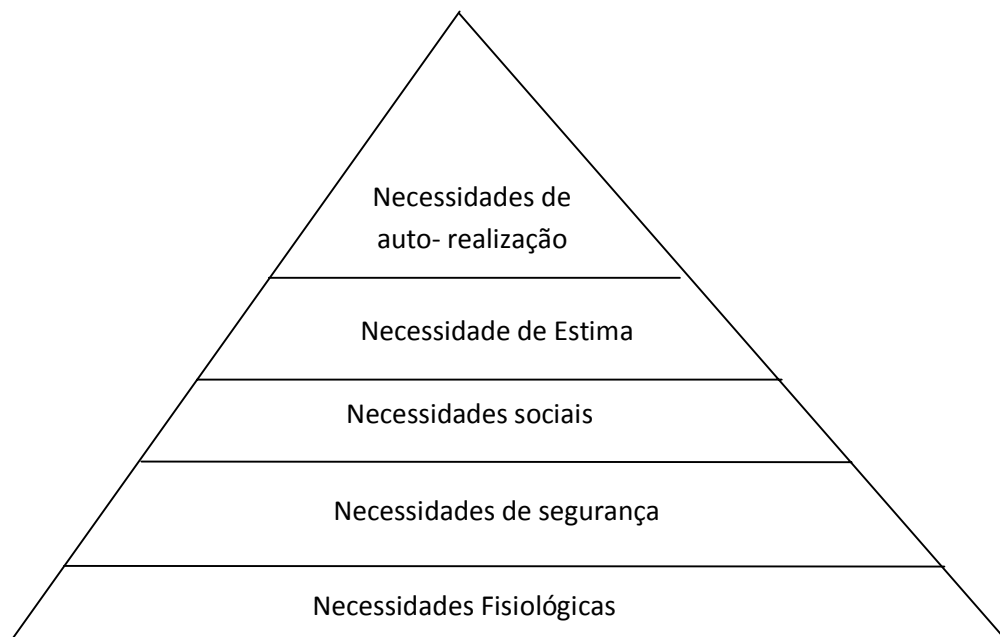 Necessidades de
auto- realização
Necessidade de Estima
Necessidades sociais
Necessidades de segurança
Necessidades Fisiológicas